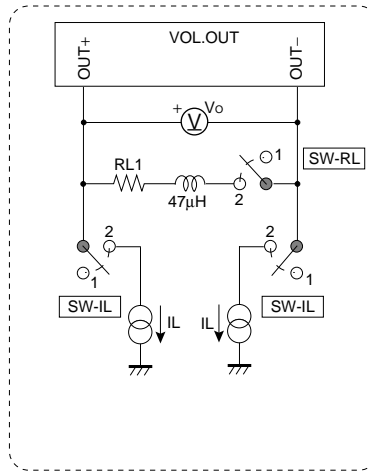 VOL.OUT
OUT+
OUT−
+
V
Vo
RL1
47μH
1
2
SW-RL
2
1
SW-IL
IL
2
1
SW-IL
IL